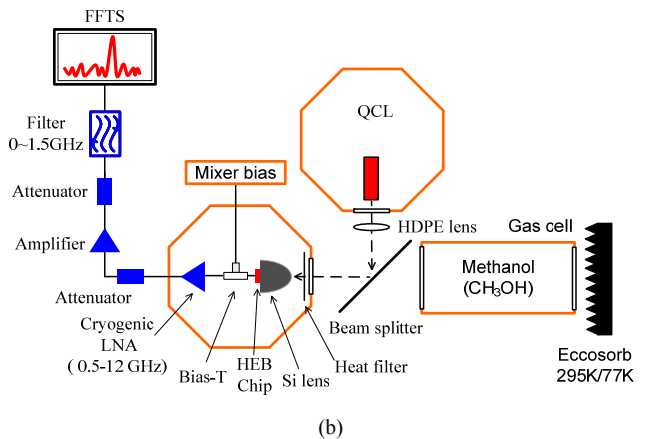 FFTS
Filter
0~1.5GHz
Attenuator
Amplifier
Attenuator
Cryogenic
LNA
( 0.5-12 GHz)
Mixer bias
Bias-T
HEB
Chip
Si lens
Heat filter
QCL
HDPE lens
Beam splitter
Gas cell
Methanol
(CH3OH)
Eccosorb
295K/77K
(b)